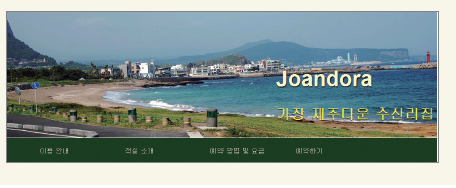 Joandora
가장 제주다운 수산리집
이용 안내
객실 소개
예약 방법 및 요금
예약하기